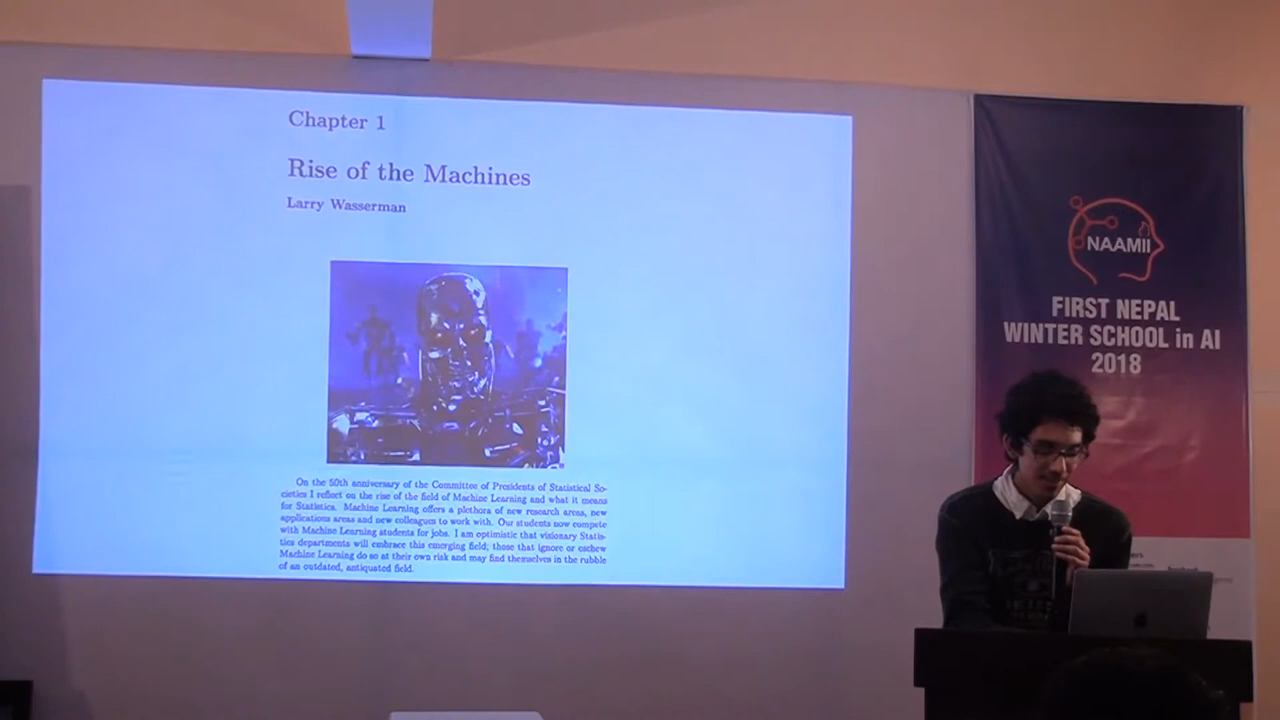 Chapter 1
Rise of the Machines
Larry Wasserman
On the 50th anniversary of the Committee of Presidents of Statistical So-
cieties I reflect on the rise of the field of Machine Learning and what it means
for Statistics. Machine Learning offers a plethora of new research areas, new
applications areas and new colleagues to work with. Our students now compete
with Machine Learning students for jobs. I am optimistic that visionary Statis-
tics departments will embrace this emerging field; those that ignore or eschew
Machine Learning do so at their own risk and may find themselves in the rubble
of an outdated, antiquated field.
NAAMII
FIRST NEPAL
WINTER SCHOOL in AI
2018